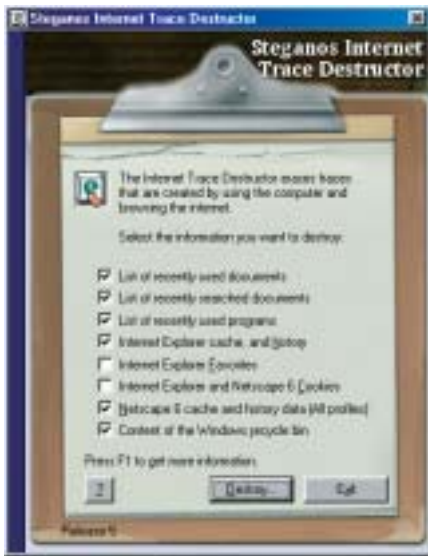 Steganos Internet Trace Destructor
Steganos Internet
Trace Destructor
The Internet Trace Destructor erases traces
that are created by using the computer and
browsing the internet.
Select the information you want to destroy:
List of recently used documents
List of recently searched documents
List of recently used programs
Internet Explorer cache, and history
Internet Explorer Favorites
Internet Explorer and Netscape 6 Cookies
Netscape 6 cache and history data (All profiles)
Content of the Windows recycle bin
Press F1 to get more information.
?
Destroy...
Exit
Release